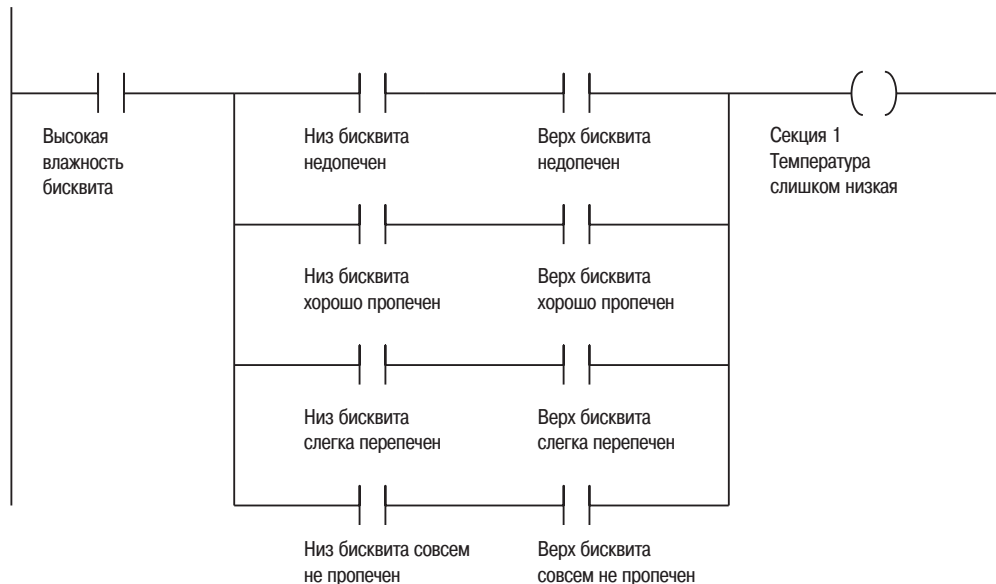 Высокая
влажность
бисквита
Низ бисквита
недопечен
Верх бисквита
недопечен
Секция 1
Температура
слишком низкая
Низ бисквита
хорошо пропечен
Верх бисквита
хорошо пропечен
Низ бисквита
слегка перепечен
Верх бисквита
слегка перепечен
Низ бисквита совсем
не пропечен
Верх бисквита
совсем не пропечен